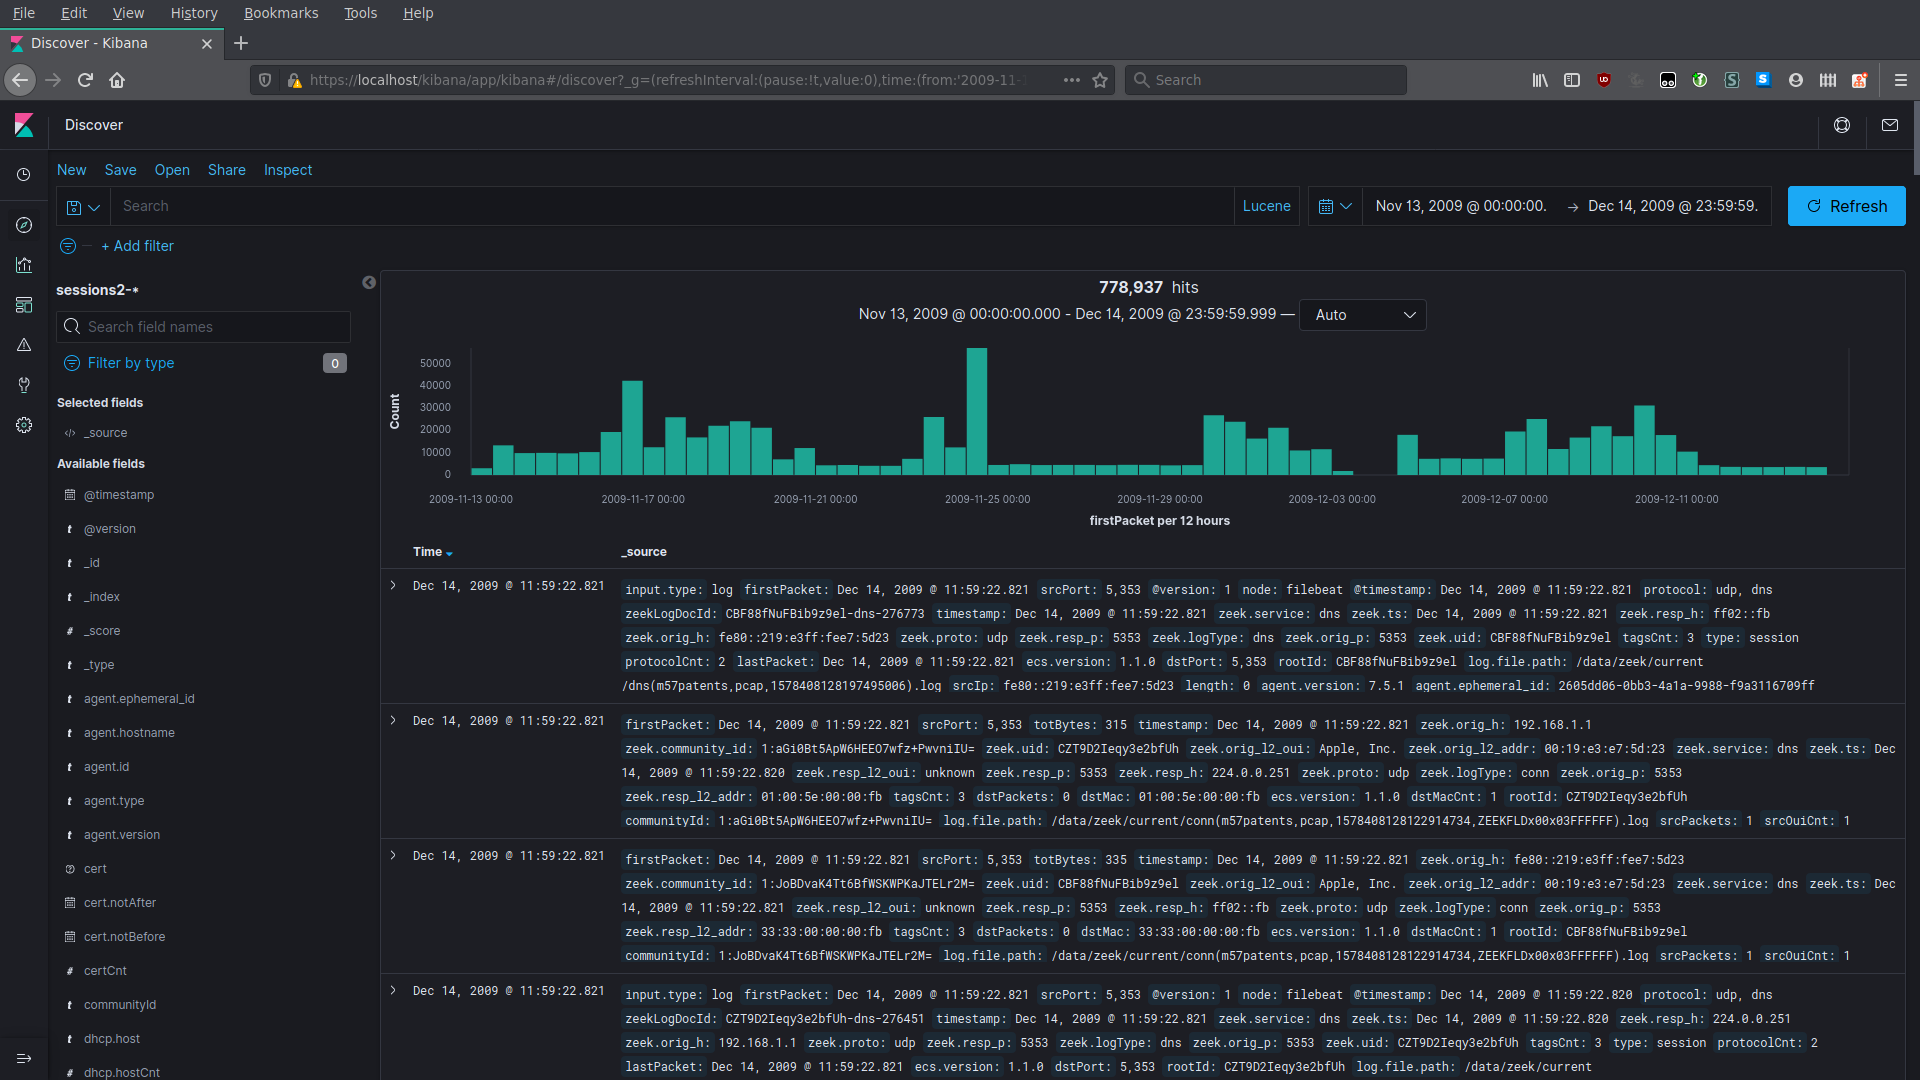 File Edit View History Bookmarks Tools Help
Discover - Kibana
https://localhost/kibana/app/kibana#/discover?_g=(refreshInterval:(pause:!t,value:0),time:(from:'2009-11-
Search
Discover
New Save Open Share Inspect
Search Lucene Nov 13, 2009 @ 00:00:00. → Dec 14, 2009 @ 23:59:59. Refresh
+ Add filter
sessions2-*
Search field names
Filter by type 0
Selected fields
_source
Available fields
@timestamp
@version
_id
_index
_score
_type
agent.ephemeral_id
agent.hostname
agent.id
agent.type
agent.version
cert
cert.notAfter
cert.notBefore
certCnt
communityId
dhcp.host
dhcp.hostCnt
778,937 hits
Nov 13, 2009 @ 00:00:00.000 - Dec 14, 2009 @ 23:59:59.999 — Auto
Count
50000
40000
30000
20000
10000
0
2009-11-13 00:00 2009-11-17 00:00 2009-11-21 00:00 2009-11-25 00:00 2009-11-29 00:00 2009-12-03 00:00 2009-12-07 00:00 2009-12-11 00:00
firstPacket per 12 hours
Time _source
Dec 14, 2009 @ 11:59:22.821 input.type: log firstPacket: Dec 14, 2009 @ 11:59:22.821 srcPort: 5,353 @version: 1 node: filebeat @timestamp: Dec 14, 2009 @ 11:59:22.821 protocol: udp, dns
zeekLogDocId: CBF88fNuFBib9z9el-dns-276773 timestamp: Dec 14, 2009 @ 11:59:22.821 zeek.service: dns zeek.ts: Dec 14, 2009 @ 11:59:22.821 zeek.resp_h: ff02::fb
zeek.orig_h: fe80::219:e3ff:fee7:5d23 zeek.proto: udp zeek.resp_p: 5353 zeek.logType: dns zeek.orig_p: 5353 zeek.uid: CBF88fNuFBib9z9el tagsCnt: 3 type: session
protocolCnt: 2 lastPacket: Dec 14, 2009 @ 11:59:22.821 ecs.version: 1.1.0 dstPort: 5,353 rootId: CBF88fNuFBib9z9el log.file.path: /data/zeek/current
/dns(m57patents,pcap,1578408128197495006).log srcIp: fe80::219:e3ff:fee7:5d23 length: 0 agent.version: 7.5.1 agent.ephemeral_id: 2605dd06-0bb3-4a1a-9988-f9a3116709ff
Dec 14, 2009 @ 11:59:22.821 firstPacket: Dec 14, 2009 @ 11:59:22.821 srcPort: 5,353 totBytes: 315 timestamp: Dec 14, 2009 @ 11:59:22.821 zeek.orig_h: 192.168.1.1
zeek.community_id: 1:aGi0Bt5ApW6HEEO7wfz+PwvniIU= zeek.uid: CZT9D2Ieqy3e2bfUh zeek.orig_l2_oui: Apple, Inc. zeek.orig_l2_addr: 00:19:e3:e7:5d:23 zeek.service: dns zeek.ts: Dec
14, 2009 @ 11:59:22.820 zeek.resp_l2_oui: unknown zeek.resp_p: 5353 zeek.resp_h: 224.0.0.251 zeek.proto: udp zeek.logType: conn zeek.orig_p: 5353
zeek.resp_l2_addr: 01:00:5e:00:00:fb tagsCnt: 3 dstPackets: 0 dstMac: 01:00:5e:00:00:fb ecs.version: 1.1.0 dstMacCnt: 1 rootId: CZT9D2Ieqy3e2bfUh
communityId: 1:aGi0Bt5ApW6HEEO7wfz+PwvniIU= log.file.path: /data/zeek/current/conn(m57patents,pcap,1578408128122914734,ZEEKFLDx00x03FFFFFF).log srcPackets: 1 srcOuiCnt: 1
Dec 14, 2009 @ 11:59:22.821 firstPacket: Dec 14, 2009 @ 11:59:22.821 srcPort: 5,353 totBytes: 335 timestamp: Dec 14, 2009 @ 11:59:22.821 zeek.orig_h: fe80::219:e3ff:fee7:5d23
zeek.community_id: 1:JoBDvaK4Tt6BfWSKWPKaJTELr2M= zeek.uid: CBF88fNuFBib9z9el zeek.orig_l2_oui: Apple, Inc. zeek.orig_l2_addr: 00:19:e3:e7:5d:23 zeek.service: dns zeek.ts: Dec
14, 2009 @ 11:59:22.821 zeek.resp_l2_oui: unknown zeek.resp_p: 5353 zeek.resp_h: ff02::fb zeek.proto: udp zeek.logType: conn zeek.orig_p: 5353
zeek.resp_l2_addr: 33:33:00:00:00:fb tagsCnt: 3 dstPackets: 0 dstMac: 33:33:00:00:00:fb ecs.version: 1.1.0 dstMacCnt: 1 rootId: CBF88fNuFBib9z9el
communityId: 1:JoBDvaK4Tt6BfWSKWPKaJTELr2M= log.file.path: /data/zeek/current/conn(m57patents,pcap,1578408128122914734,ZEEKFLDx00x03FFFFFF).log srcPackets: 1 srcOuiCnt: 1
Dec 14, 2009 @ 11:59:22.821 input.type: log firstPacket: Dec 14, 2009 @ 11:59:22.821 srcPort: 5,353 @version: 1 node: filebeat @timestamp: Dec 14, 2009 @ 11:59:22.820 protocol: udp, dns
zeekLogDocId: CZT9D2Ieqy3e2bfUh-dns-276451 timestamp: Dec 14, 2009 @ 11:59:22.821 zeek.service: dns zeek.ts: Dec 14, 2009 @ 11:59:22.820 zeek.resp_h: 224.0.0.251
zeek.orig_h: 192.168.1.1 zeek.proto: udp zeek.resp_p: 5353 zeek.logType: dns zeek.orig_p: 5353 zeek.uid: CZT9D2Ieqy3e2bfUh tagsCnt: 3 type: session protocolCnt: 2
lastPacket: Dec 14, 2009 @ 11:59:22.821 ecs.version: 1.1.0 dstPort: 5,353 rootId: CZT9D2Ieqy3e2bfUh log.file.path: /data/zeek/current